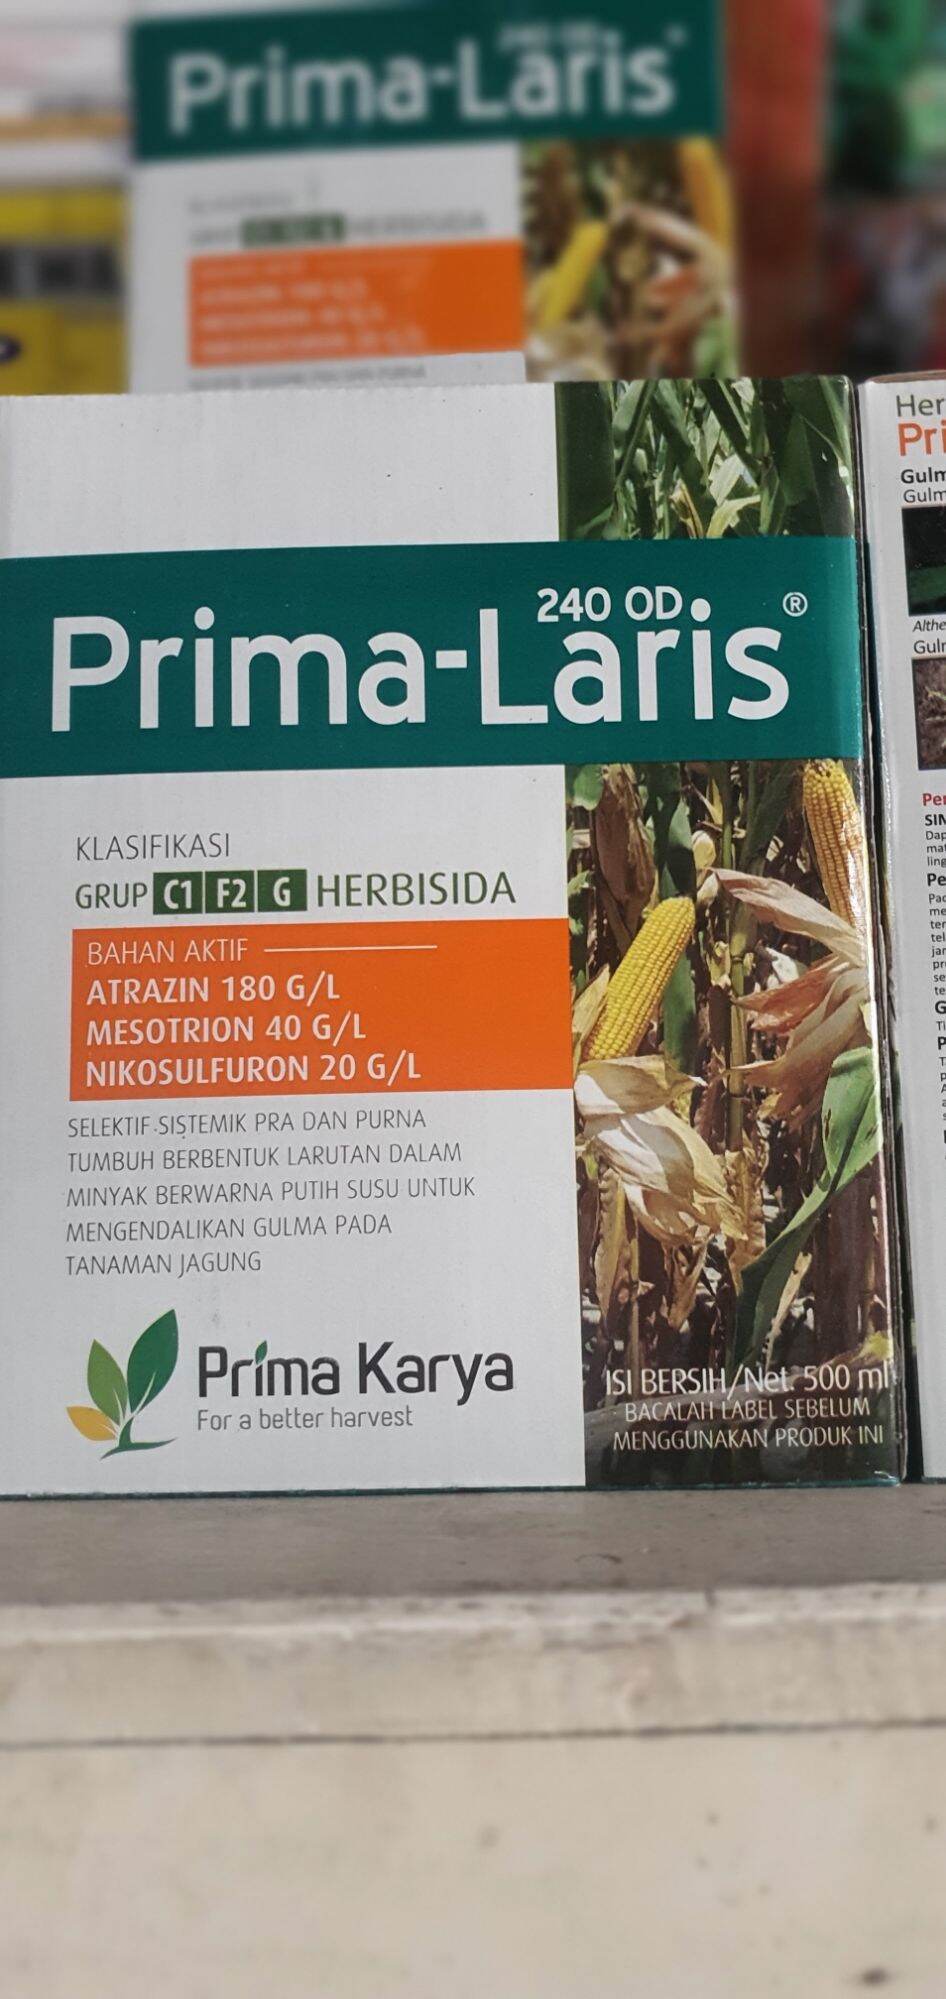 Prima-Laris
HERBISIDA
240 OD
Prima-Laris®
KLASIFIKASI
GRUP C1 F2 G HERBISIDA
BAHAN AKTIF
ATRAZIN 180 G/L
MESOTRION 40 G/L
NIKOSULFURON 20 G/L
SELEKTIF SISTEMIK PRA DAN PURNA
TUMBUH BERBENTUK LARUTAN DALAM
MINYAK BERWARNA PUTIH SUSU UNTUK
MENGENDALIKAN GULMA PADA
TANAMAN JAGUNG
Prima Karya
For a better harvest
ISI BERSIH/Net. 500 ml
BACALAH LABEL SEBELUM
MENGGUNAKAN PRODUK INI
Her
Pri
Gulm
Gulm
Althe